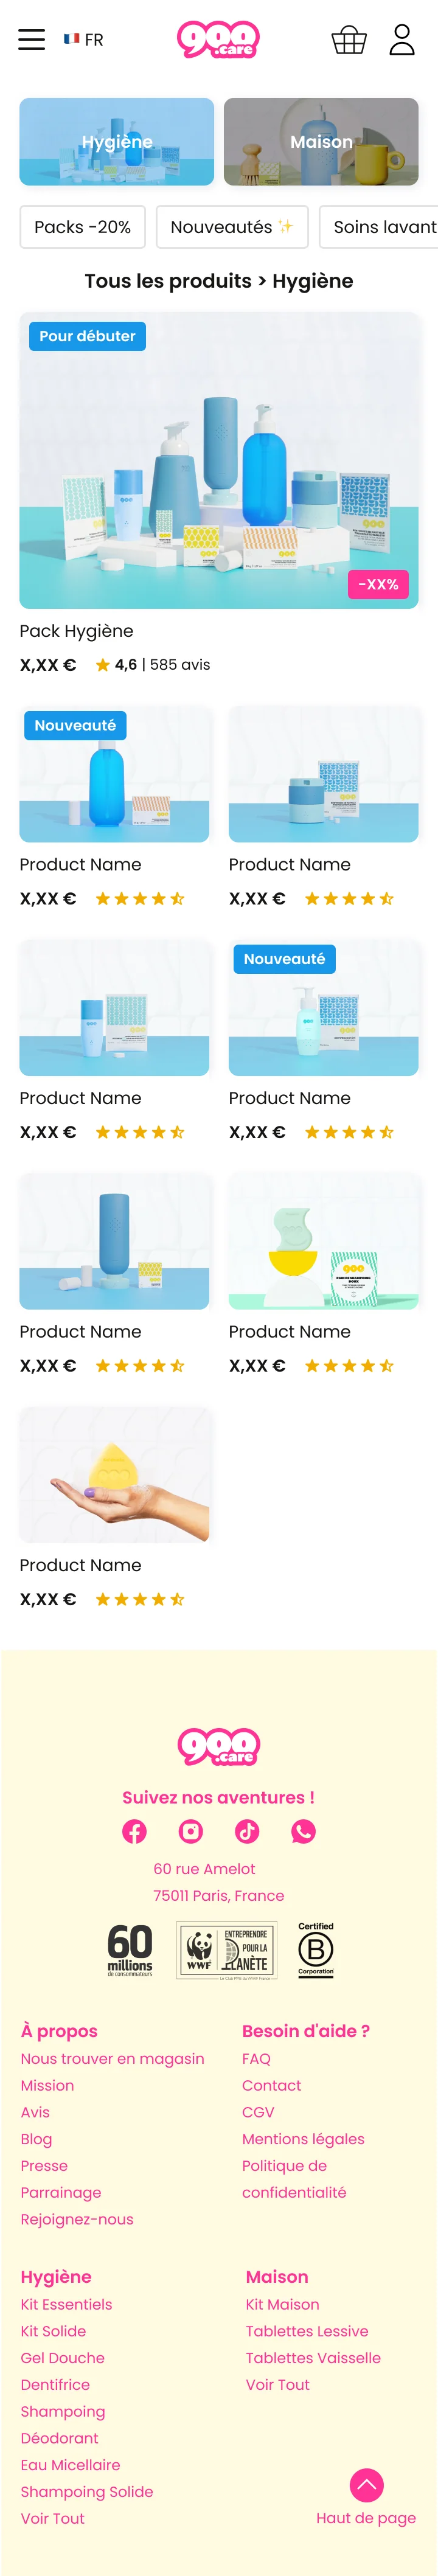 FR
900
.care
Hygiène
Maison
Packs -20%
Nouveautés ✨
Soins lavant
Tous les produits > Hygiène
Pour débuter
-XX%
Pack Hygiène
X,XX € ★ 4,6 | 585 avis
Nouveauté
Product Name
X,XX €
Product Name
X,XX €
Product Name
X,XX €
Nouveauté
Product Name
X,XX €
Product Name
X,XX €
Product Name
X,XX €
Product Name
X,XX €
900
.care
Suivez nos aventures !
60 rue Amelot
75011 Paris, France
60
millions
de consommateurs
WWF
ENTREPRENDRE
POUR LA
PLANÈTE
Certified
B
Corporation
À propos
Nous trouver en magasin
Mission
Avis
Blog
Presse
Parrainage
Rejoignez-nous
Besoin d'aide ?
FAQ
Contact
CGV
Mentions légales
Politique de
confidentialité
Hygiène
Kit Essentiels
Kit Solide
Gel Douche
Dentifrice
Shampoing
Déodorant
Eau Micellaire
Shampoing Solide
Voir Tout
Maison
Kit Maison
Tablettes Lessive
Tablettes Vaisselle
Voir Tout
Haut de page